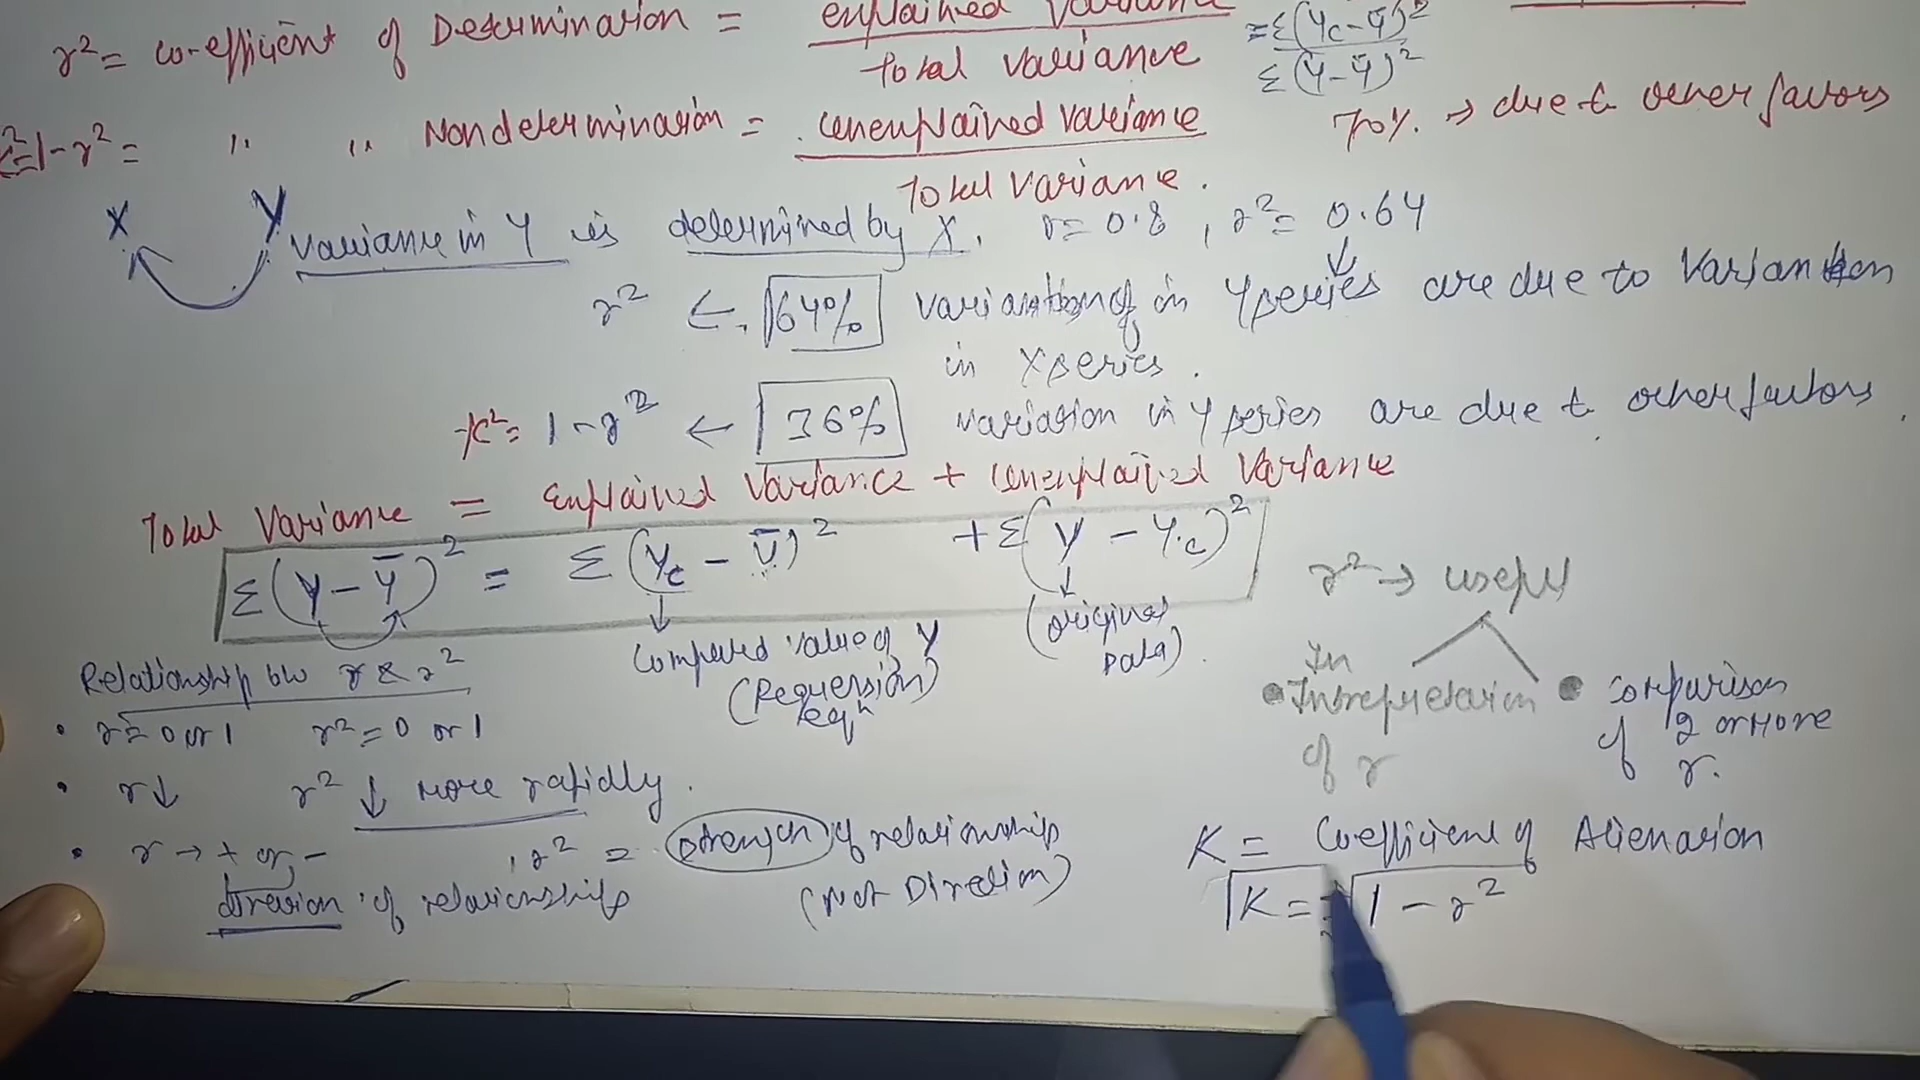 r² = co-efficient of Determination = explained variance / Total variance = Σ(Yc-Ȳ)² / Σ(Y-Ȳ)²
1-r² = " " Nondetermination = unexplained variance / Total variance.
70% → due to other factors
X Y variance in Y is determined by X. r = 0.8, r² = 0.64
r² ← 64% variation in Y series are due to variation
in X series.
K² = 1-r² ← 36% variation in Y series are due to other factors.
Total Variance = Explained Variance + Unexplained Variance
Σ(Y-Ȳ)² = Σ(Yc-Ȳ)² + Σ(Y-Yc)²
Computed value of Y
(Regression
eqⁿ)
(original
Data).
r² → useful
In
• Interpretation
of r
• comparison
of 2 or more
r.
Relationship b/w r & r²
• r = 0 or 1 r² = 0 or 1
• r↓ r² ↓ more rapidly.
• r → + or - , r² = strength of relationship
direction of relationship (Not Direction)
K = Coefficient of Alienation
K = √1-r²